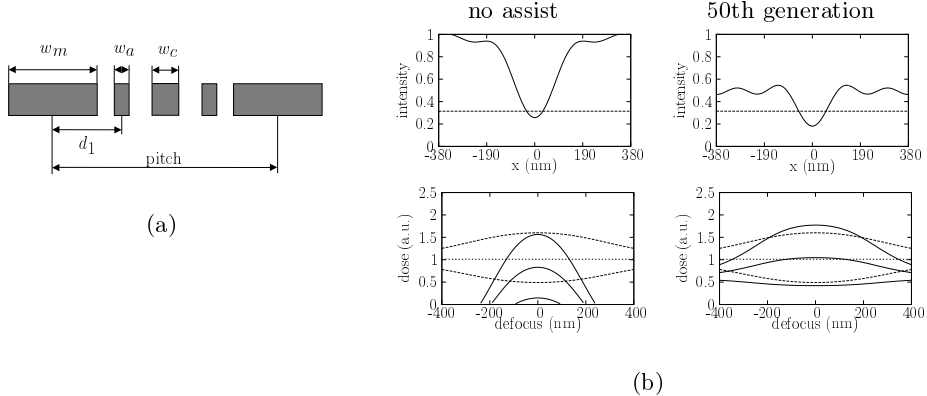 no assist
50th generation
w_m w_a w_c
d_1
pitch
(a)
intensity
1
0.8
0.6
0.4
0.2
0
-380 -190 0 190 380
x (nm)
intensity
1
0.8
0.6
0.4
0.2
0
-380 -190 0 190 380
x (nm)
dose (a.u.)
2.5
2
1.5
1
0.5
0
-400 -200 0 200 400
defocus (nm)
dose (a.u.)
2.5
2
1.5
1
0.5
0
-400 -200 0 200 400
defocus (nm)
(b)